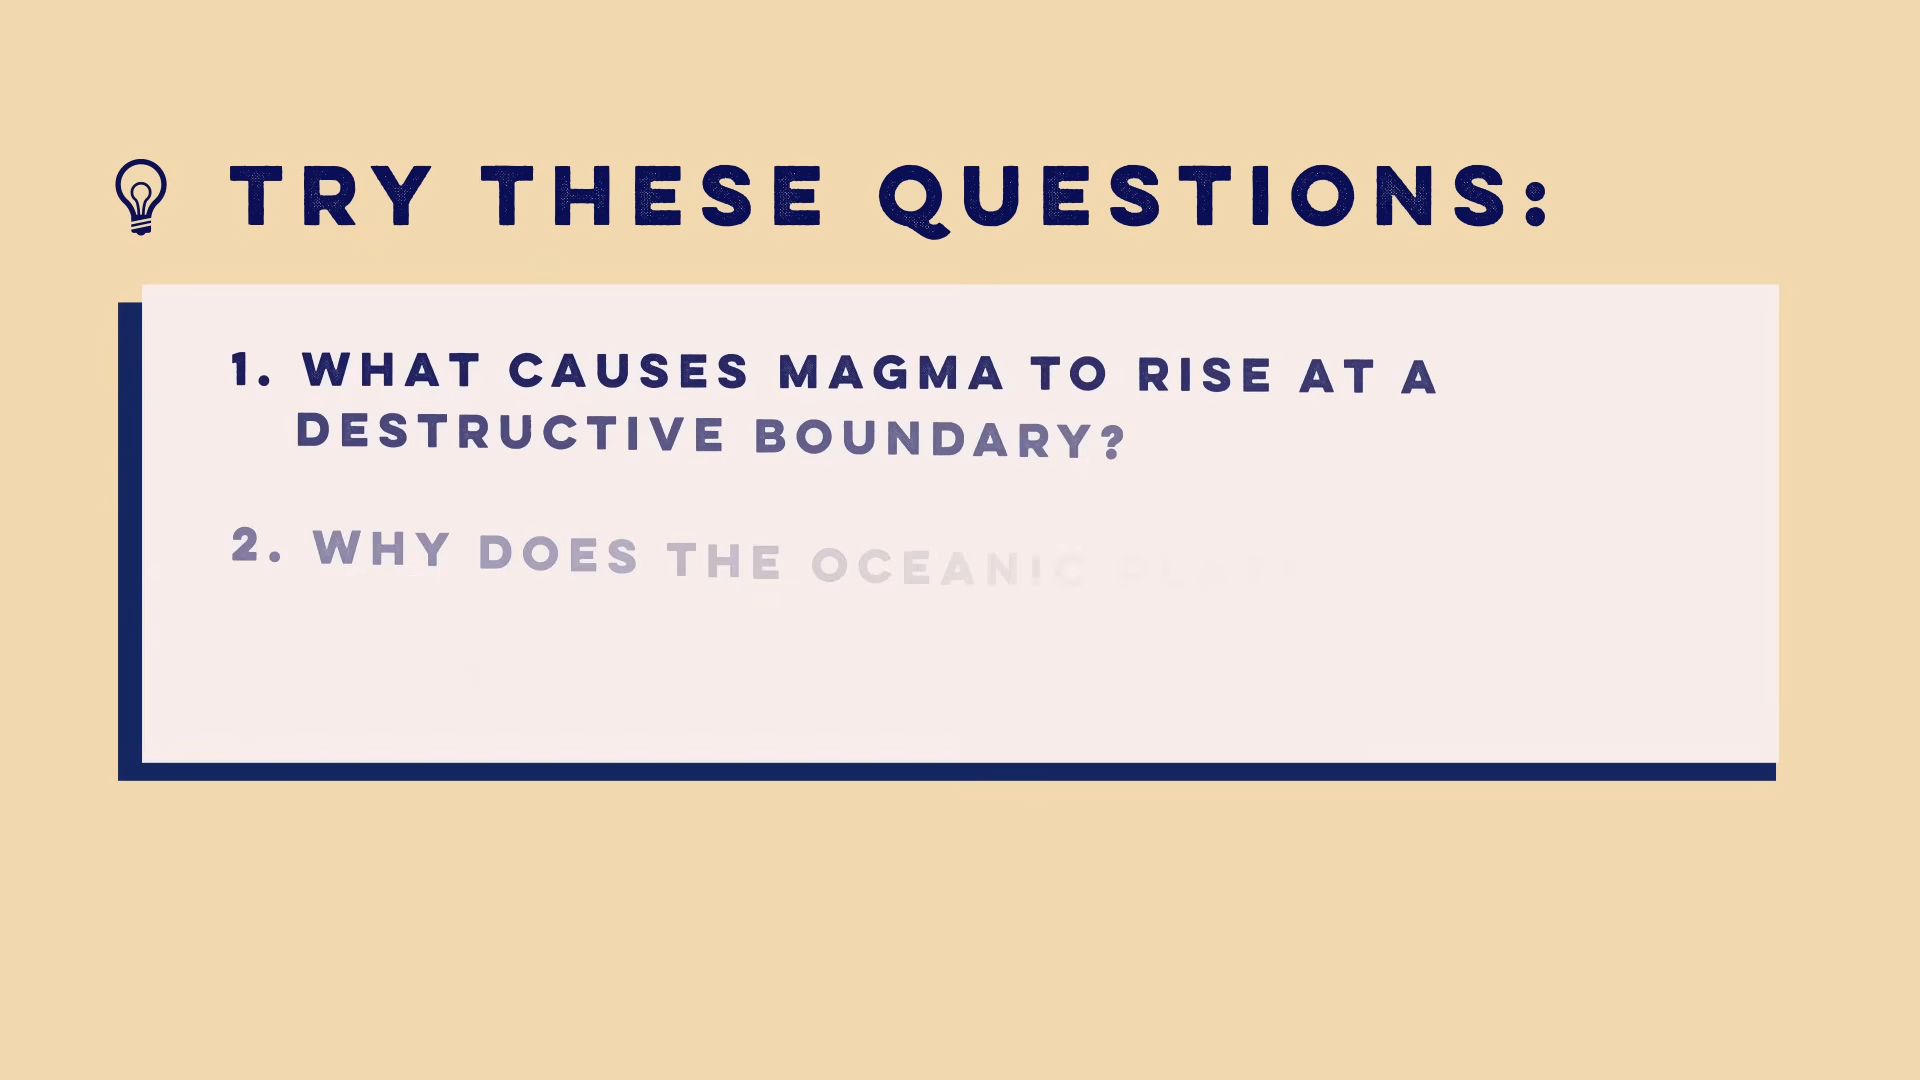 TRY THESE QUESTIONS:
1. WHAT CAUSES MAGMA TO RISE AT A
DESTRUCTIVE BOUNDARY?
2. WHY DOES THE OCEANIC